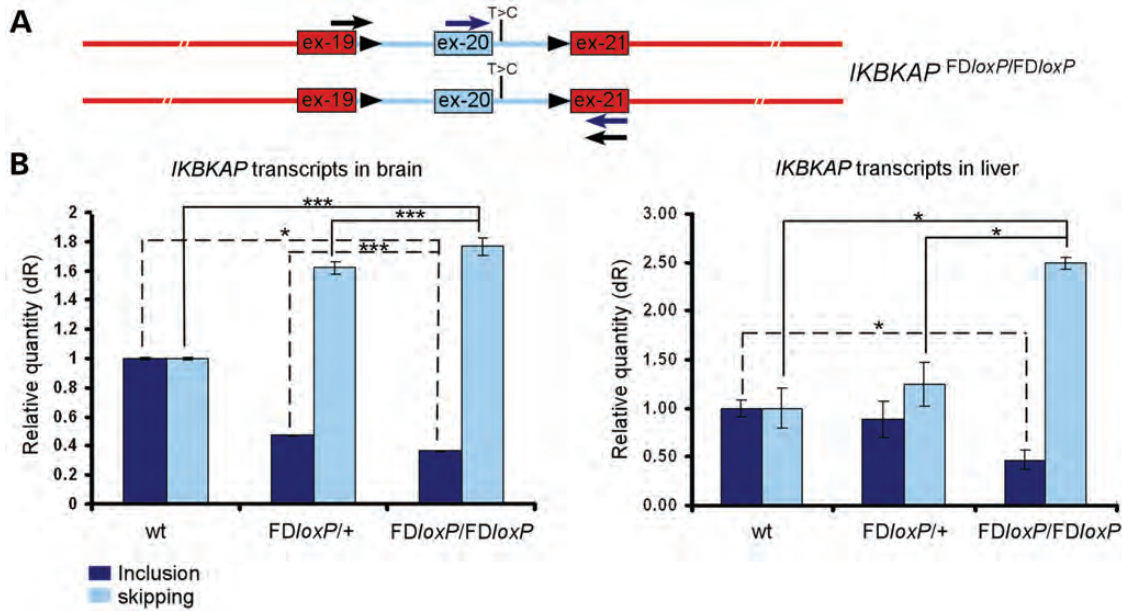 A
T>C
ex-19 ex-20 ex-21
T>C
IKBKAP FDloxP/FDloxP
ex-19 ex-20 ex-21
B
IKBKAP transcripts in brain
Relative quantity (dR)
2
1.8
1.6
1.4
1.2
1
0.8
0.6
0.4
0.2
0
***
***
*
***
wt FDloxP/+ FDloxP/FDloxP
Inclusion
skipping
IKBKAP transcripts in liver
Relative quantity (dR)
3.00
2.50
2.00
1.50
1.00
0.50
0.00
*
*
*
wt FDloxP/+ FDloxP/FDloxP